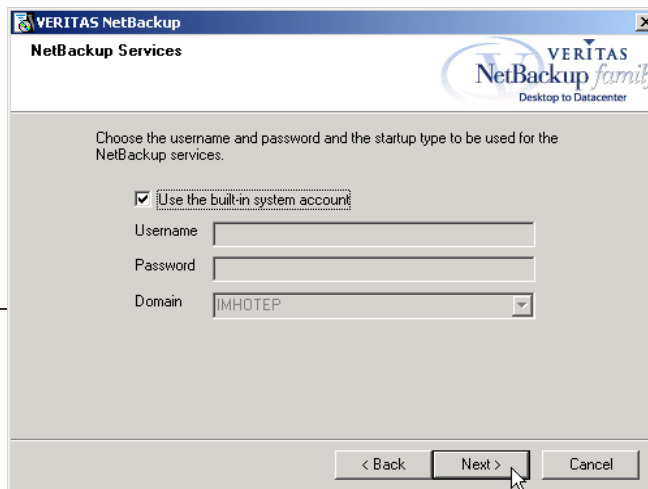 VERITAS NetBackup
NetBackup Services
VERITAS
NetBackup family
Desktop to Datacenter
Choose the username and password and the startup type to be used for the
NetBackup services.
Use the built-in system account
Username
Password
Domain
IMHOTEP
< Back
Next >
Cancel